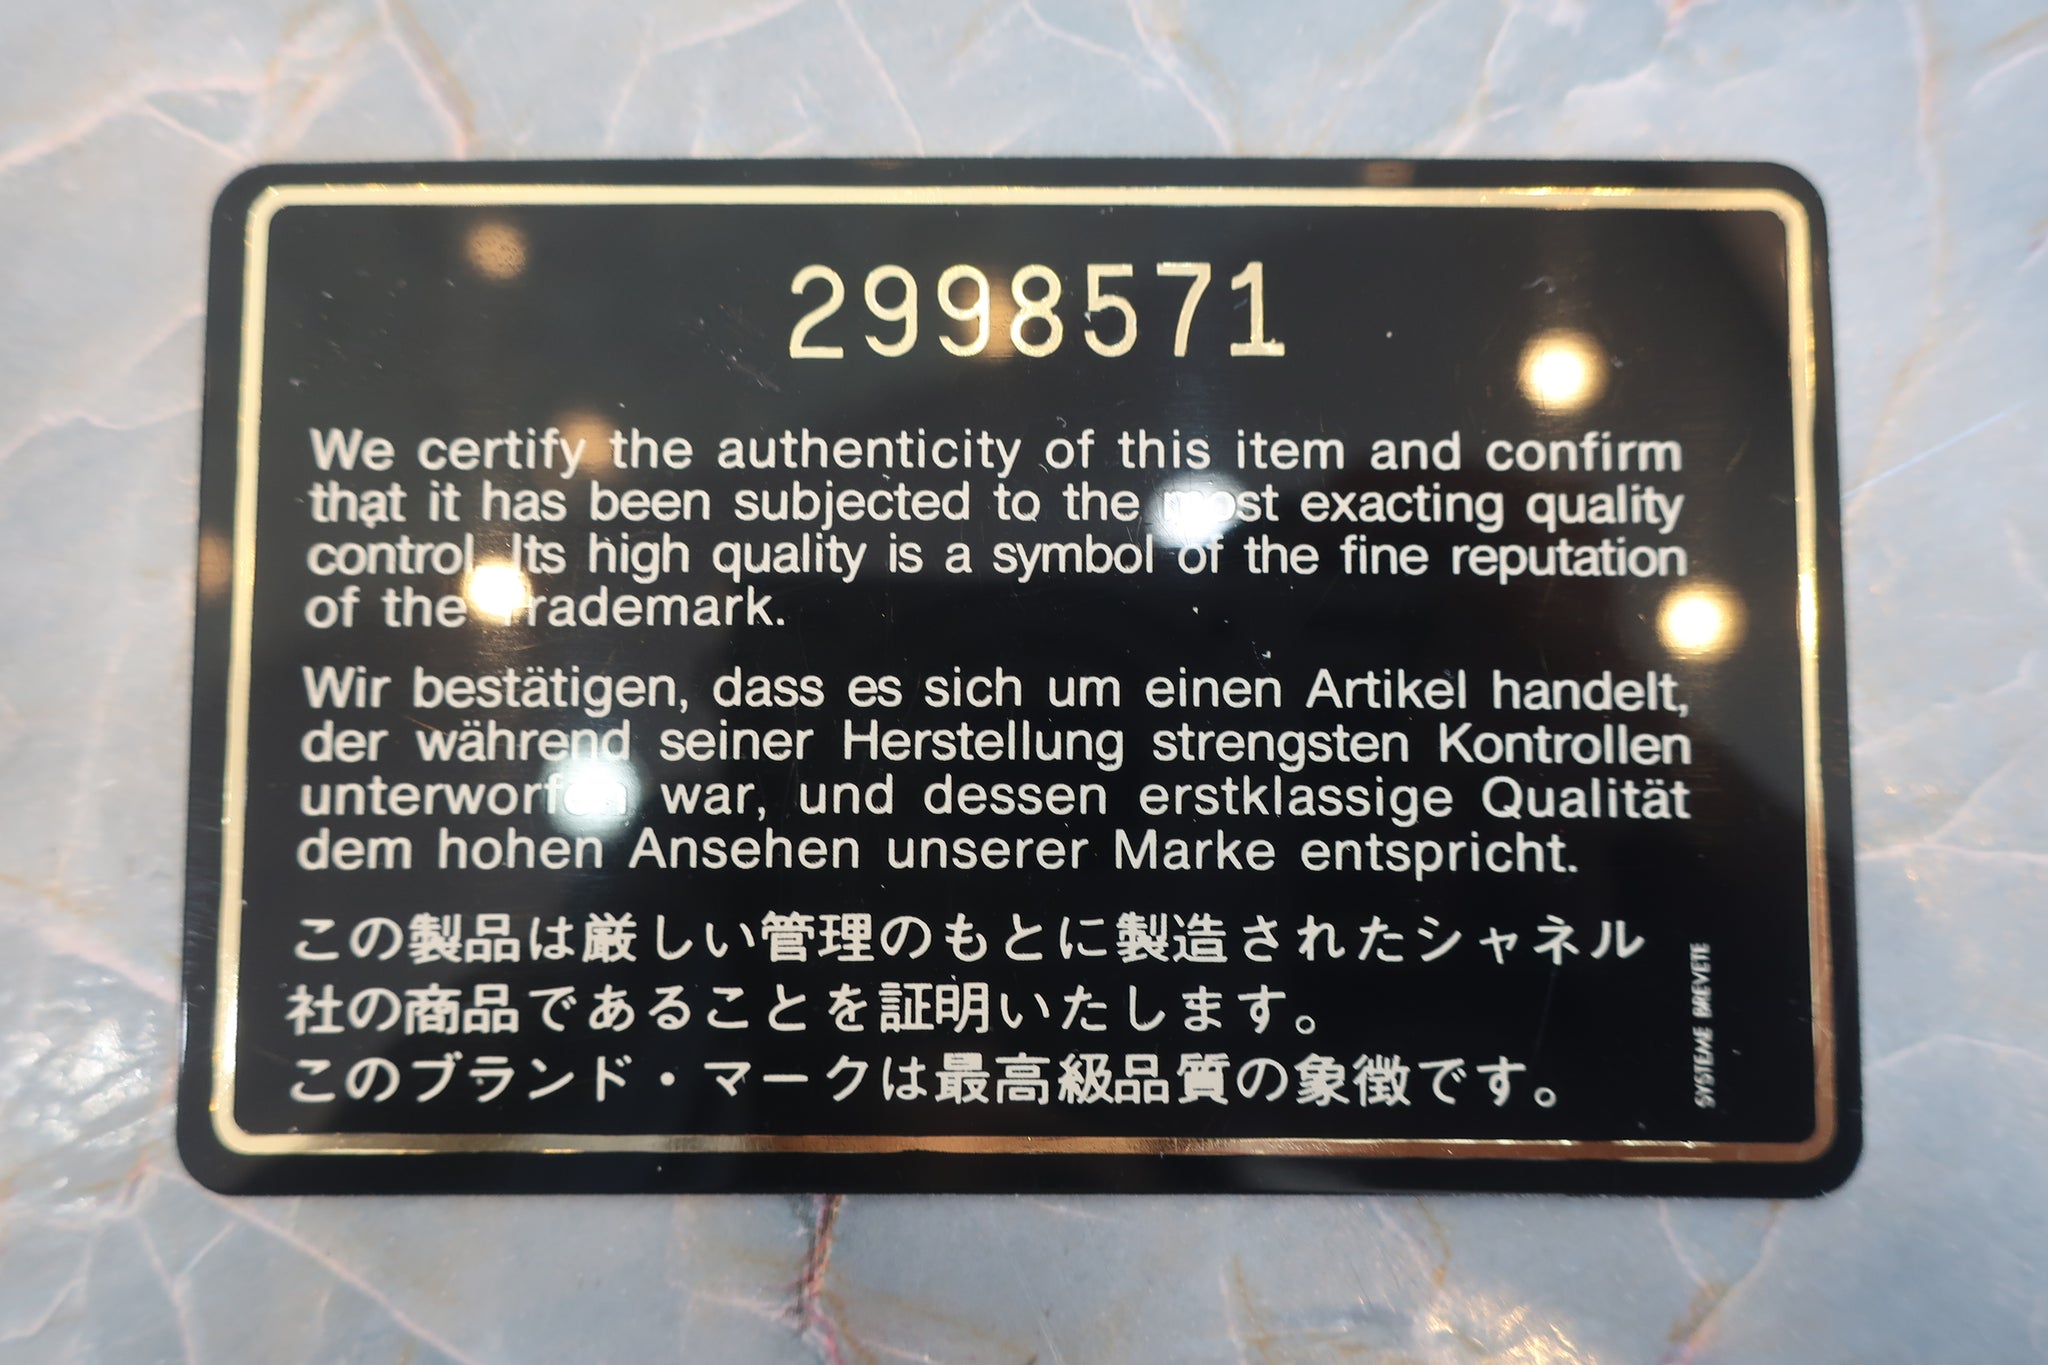 2998571
We certify the authenticity of this item and confirm
that it has been subjected to the most exacting quality
control. Its high quality is a symbol of the fine reputation
of the Trademark.
Wir bestätigen, dass es sich um einen Artikel handelt,
der während seiner Herstellung strengsten Kontrollen
unterworfen war, und dessen erstklassige Qualität
dem hohen Ansehen unserer Marke entspricht.
この製品は厳しい管理のもとに製造されたシャネル
社の商品であることを証明いたします。
このブランド・マークは最高級品質の象徴です。
SYSTEME BREVETE